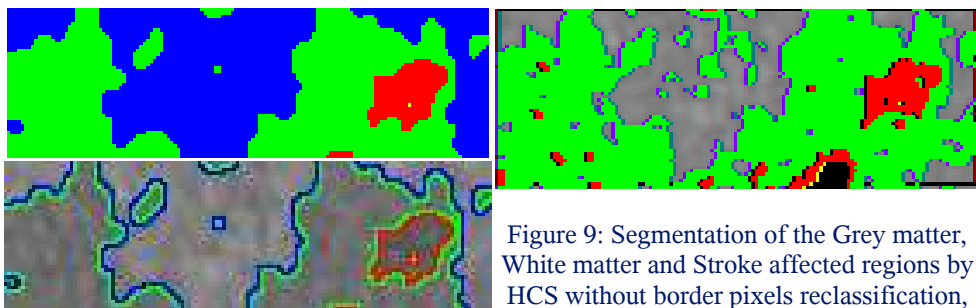 Figure 9: Segmentation of the Grey matter,
White matter and Stroke affected regions by
HCS without border pixels reclassification,